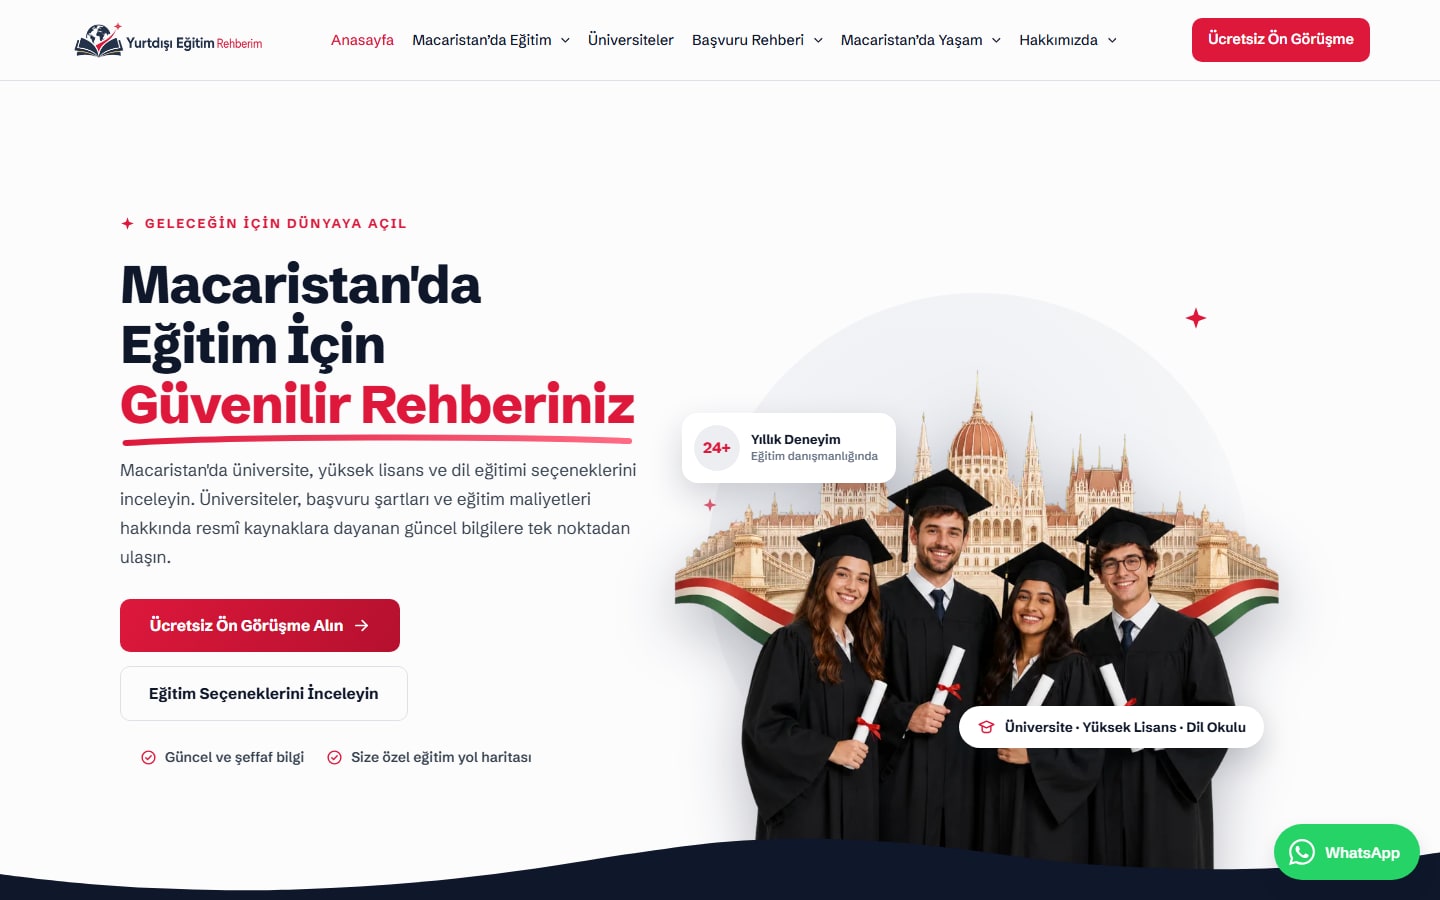 Yurtdışı Eğitim Rehberim
Anasayfa
Macaristan’da Eğitim
Üniversiteler
Başvuru Rehberi
Macaristan’da Yaşam
Hakkımızda
Ücretsiz Ön Görüşme
GELECEĞİN İÇİN DÜNYAYA AÇIL
Macaristan'da
Eğitim İçin
Güvenilir Rehberiniz
Macaristan'da üniversite, yüksek lisans ve dil eğitimi seçeneklerini
inceleyin. Üniversiteler, başvuru şartları ve eğitim maliyetleri
hakkında resmî kaynaklara dayanan güncel bilgilere tek noktadan
ulaşın.
Ücretsiz Ön Görüşme Alın
Eğitim Seçeneklerini İnceleyin
Güncel ve şeffaf bilgi
Size özel eğitim yol haritası
24+
Yıllık Deneyim
Eğitim danışmanlığında
Üniversite · Yüksek Lisans · Dil Okulu
WhatsApp